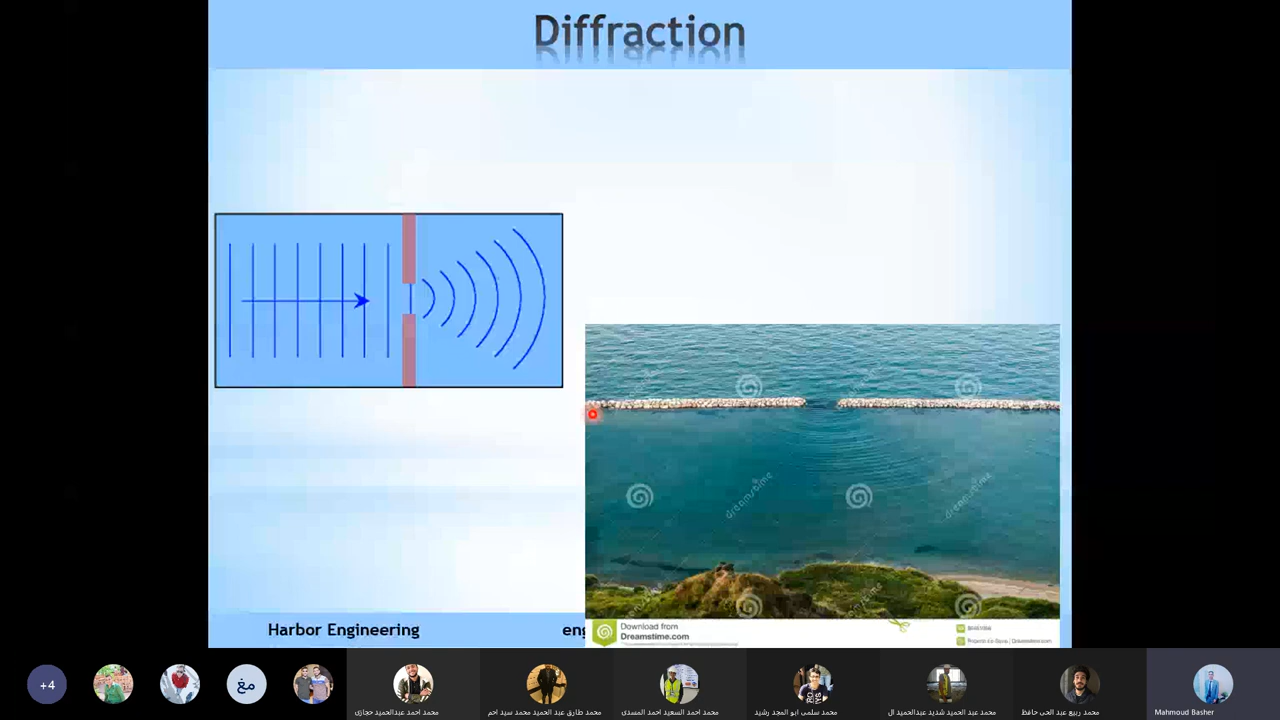 Diffraction
dreamstime
dreamstime
Harbor Engineering
eng
Download from
Dreamstime.com
+4
مغ
محمد احمد عبدالحميد حجازى
محمد طارق عبد الحميد محمد سيد احم
محمد احمد السعيد احمد المسدى
محمد سلمى ابو المجد رشيد
محمد عبد الحميد شديد عبدالحميد ال
محمد ربيع عبد الحى حافظ
Mahmoud Basher